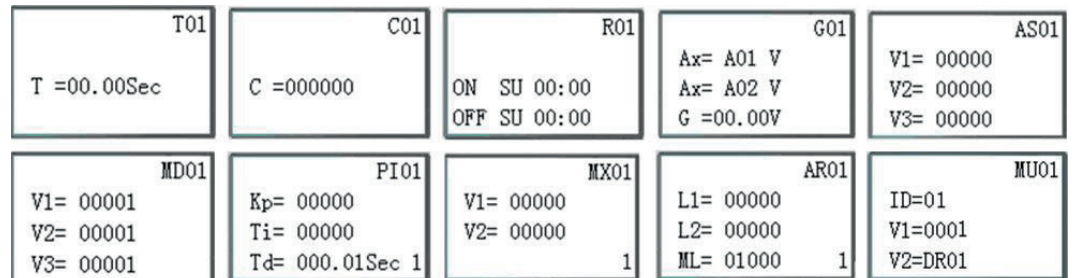 T01
T =00.00Sec
C01
C =000000
R01
ON SU 00:00
OFF SU 00:00
G01
Ax= A01 V
Ax= A02 V
G =00.00V
AS01
V1= 00000
V2= 00000
V3= 00000
MD01
V1= 00001
V2= 00001
V3= 00001
PI01
Kp= 00000
Ti= 00000
Td= 000.01Sec 1
MX01
V1= 00000
V2= 00000
1
AR01
L1= 00000
L2= 00000
ML= 01000 1
MU01
ID=01
V1=0001
V2=DR01